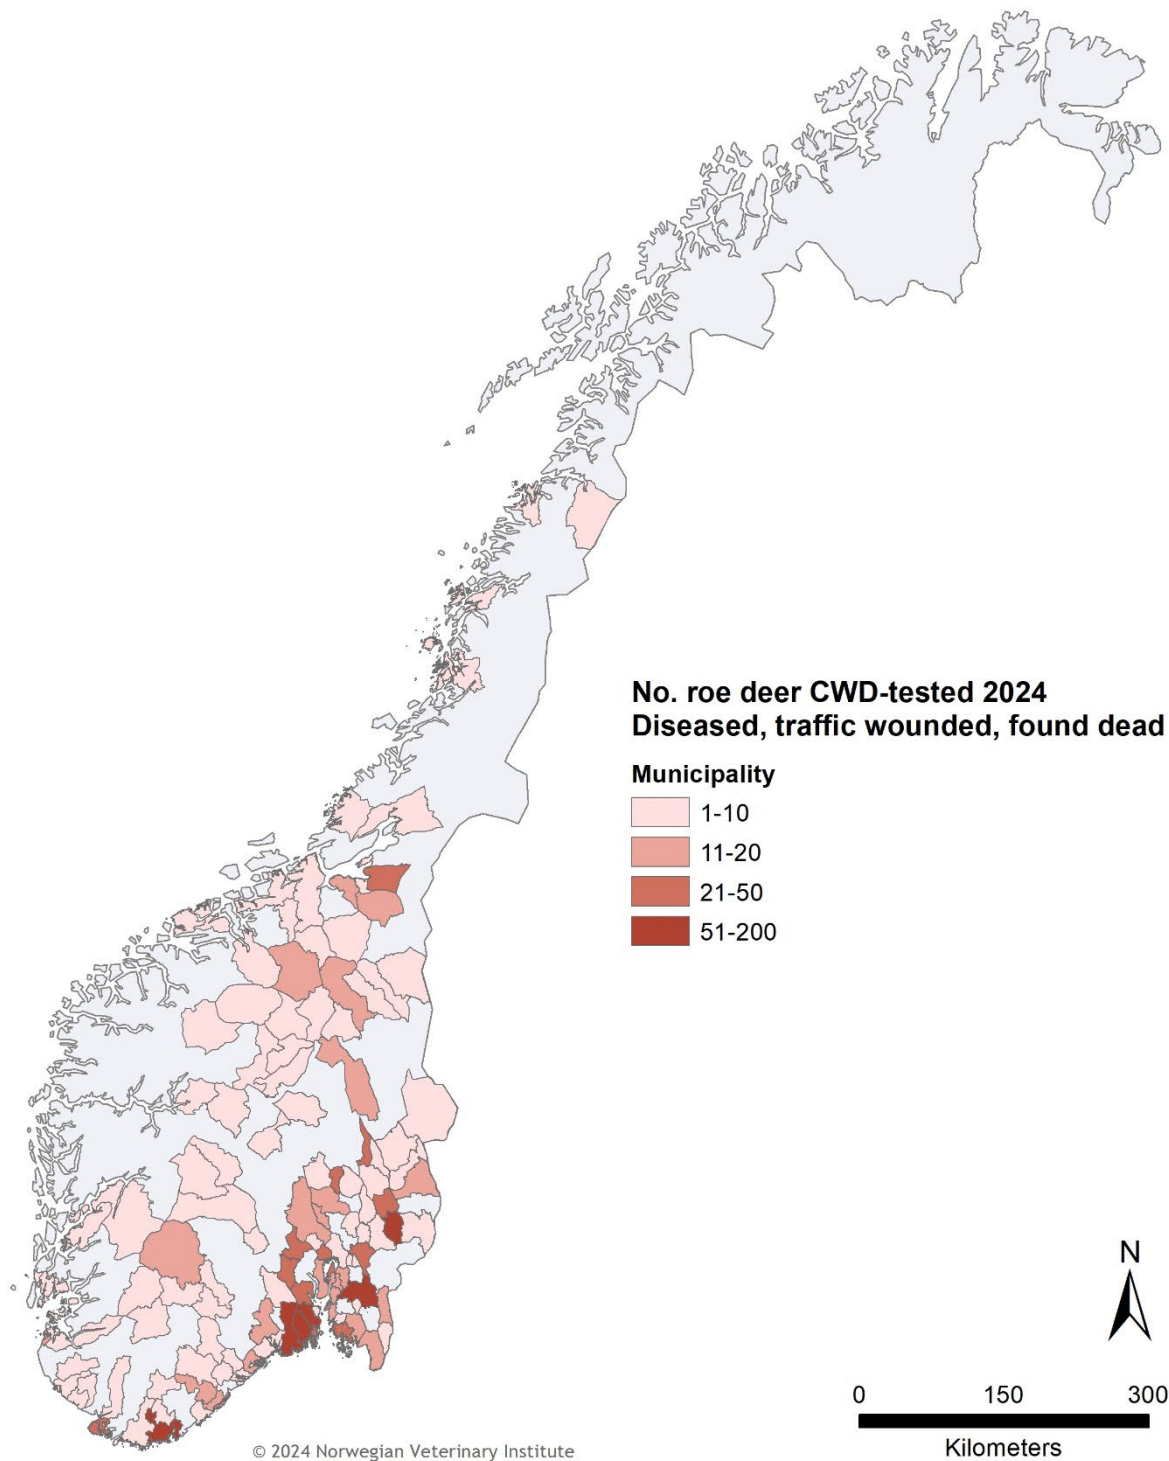 No. roe deer CWD-tested 2024
Diseased, traffic wounded, found dead
Municipality
1-10
11-20
21-50
51-200
N
0 150 300
Kilometers
© 2024 Norwegian Veterinary Institute